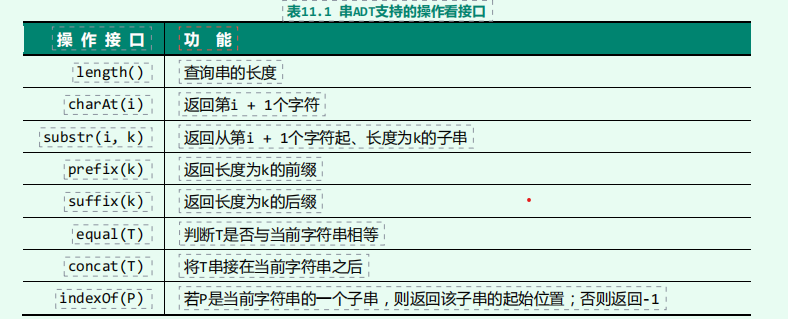 表11.1 串ADT支持的操作看接口
操 作 接 口 功 能
length() 查询串的长度
charAt(i) 返回第i + 1个字符
substr(i, k) 返回从第i + 1个字符起、长度为k的子串
prefix(k) 返回长度为k的前缀
suffix(k) 返回长度为k的后缀
equal(T) 判断T是否与当前字符串相等
concat(T) 将T串接在当前字符串之后
indexOf(P) 若P是当前字符串的一个子串，则返回该子串的起始位置；否则返回-1